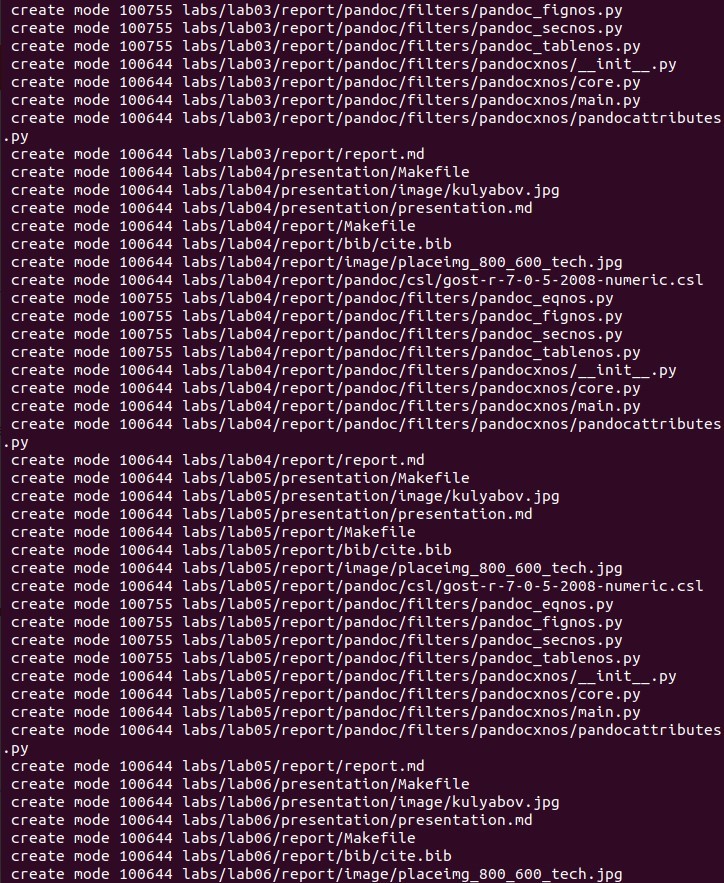 create mode 100755 labs/lab03/report/pandoc/filters/pandoc_fignos.py
create mode 100755 labs/lab03/report/pandoc/filters/pandoc_secnos.py
create mode 100755 labs/lab03/report/pandoc/filters/pandoc_tablenos.py
create mode 100644 labs/lab03/report/pandoc/filters/pandocxnos/__init__.py
create mode 100644 labs/lab03/report/pandoc/filters/pandocxnos/core.py
create mode 100644 labs/lab03/report/pandoc/filters/pandocxnos/main.py
create mode 100644 labs/lab03/report/pandoc/filters/pandocxnos/pandocattributes
.py
create mode 100644 labs/lab03/report/report.md
create mode 100644 labs/lab04/presentation/Makefile
create mode 100644 labs/lab04/presentation/image/kulyabov.jpg
create mode 100644 labs/lab04/presentation/presentation.md
create mode 100644 labs/lab04/report/Makefile
create mode 100644 labs/lab04/report/bib/cite.bib
create mode 100644 labs/lab04/report/image/placeimg_800_600_tech.jpg
create mode 100644 labs/lab04/report/pandoc/csl/gost-r-7-0-5-2008-numeric.csl
create mode 100755 labs/lab04/report/pandoc/filters/pandoc_eqnos.py
create mode 100755 labs/lab04/report/pandoc/filters/pandoc_fignos.py
create mode 100755 labs/lab04/report/pandoc/filters/pandoc_secnos.py
create mode 100755 labs/lab04/report/pandoc/filters/pandoc_tablenos.py
create mode 100644 labs/lab04/report/pandoc/filters/pandocxnos/__init__.py
create mode 100644 labs/lab04/report/pandoc/filters/pandocxnos/core.py
create mode 100644 labs/lab04/report/pandoc/filters/pandocxnos/main.py
create mode 100644 labs/lab04/report/pandoc/filters/pandocxnos/pandocattributes
.py
create mode 100644 labs/lab04/report/report.md
create mode 100644 labs/lab05/presentation/Makefile
create mode 100644 labs/lab05/presentation/image/kulyabov.jpg
create mode 100644 labs/lab05/presentation/presentation.md
create mode 100644 labs/lab05/report/Makefile
create mode 100644 labs/lab05/report/bib/cite.bib
create mode 100644 labs/lab05/report/image/placeimg_800_600_tech.jpg
create mode 100644 labs/lab05/report/pandoc/csl/gost-r-7-0-5-2008-numeric.csl
create mode 100755 labs/lab05/report/pandoc/filters/pandoc_eqnos.py
create mode 100755 labs/lab05/report/pandoc/filters/pandoc_fignos.py
create mode 100755 labs/lab05/report/pandoc/filters/pandoc_secnos.py
create mode 100755 labs/lab05/report/pandoc/filters/pandoc_tablenos.py
create mode 100644 labs/lab05/report/pandoc/filters/pandocxnos/__init__.py
create mode 100644 labs/lab05/report/pandoc/filters/pandocxnos/core.py
create mode 100644 labs/lab05/report/pandoc/filters/pandocxnos/main.py
create mode 100644 labs/lab05/report/pandoc/filters/pandocxnos/pandocattributes
.py
create mode 100644 labs/lab05/report/report.md
create mode 100644 labs/lab06/presentation/Makefile
create mode 100644 labs/lab06/presentation/image/kulyabov.jpg
create mode 100644 labs/lab06/presentation/presentation.md
create mode 100644 labs/lab06/report/Makefile
create mode 100644 labs/lab06/report/bib/cite.bib
create mode 100644 labs/lab06/report/image/placeimg_800_600_tech.jpg